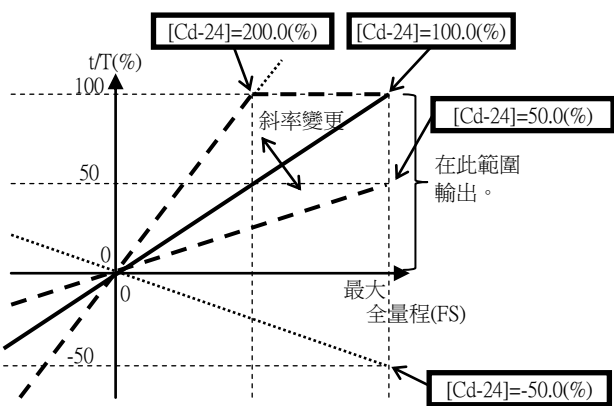 [Cd-24]=200.0(%)
[Cd-24]=100.0(%)
t/T(%)
100
斜率變更
[Cd-24]=50.0(%)
50
在此範圍
輸出。
0
0
最大
全量程(FS)
-50
[Cd-24]=-50.0(%)